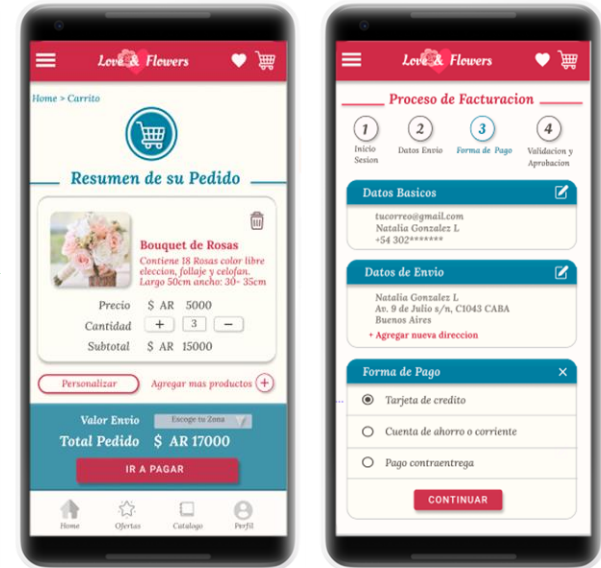 Love & Flowers
Home > Carrito
Resumen de su Pedido
Bouquet de Rosas
Contiene 18 Rosas color libre
eleccion, follaje y celofan.
Largo 50cm ancho: 30- 35cm
Precio $ AR 5000
Cantidad + 3 -
Subtotal $ AR 15000
Personalizar Agregar mas productos +
Valor Envio Escoge tu Zona
Total Pedido $ AR 17000
IR A PAGAR
Home Ofertas Catalogo Perfil
Love & Flowers
Proceso de Facturacion
1 2 3 4
Inicio Sesion Datos Envio Forma de Pago Validacion y Aprobacion
Datos Basicos
tucorreo@gmail.com
Natalia Gonzalez L
+54 302*******
Datos de Envio
Natalia Gonzalez L
Av. 9 de Julio s/n, C1043 CABA
Buenos Aires
+ Agregar nueva direccion
Forma de Pago X
Tarjeta de credito
Cuenta de ahorro o corriente
Pago contraentrega
CONTINUAR